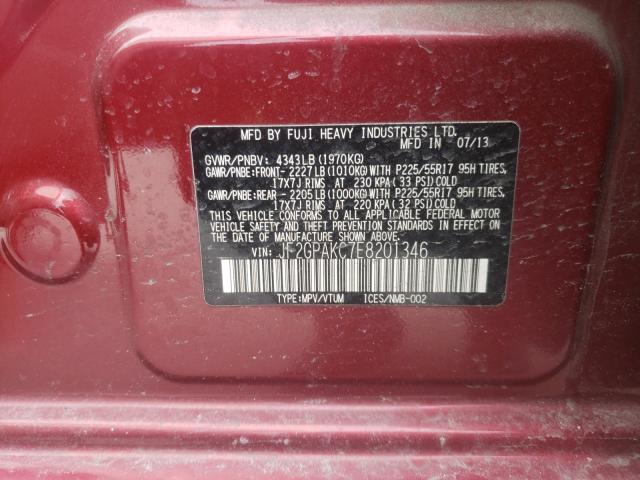 MFD BY FUJI HEAVY INDUSTRIES LTD.
MFD IN 07/13
GVWR/PNBV: 4343LB(1970KG)
GAWR/PNBE:FRONT- 2227LB(1010KG)WITH P225/55R17 95H TIRES,
17X7J RIMS AT 230 KPA(33 PSI)COLD
GAWR/PNBE:REAR - 2205LB(1000KG)WITH P225/55R17 95H TIRES,
17X7J RIMS AT 220 KPA(32 PSI)COLD
THIS VEHICLE CONFORMS TO ALL APPLICABLE FEDERAL MOTOR
VEHICLE SAFETY AND THEFT PREVENTION STANDARDS IN EFFECT ON
THE DATE OF MANUFACTURE SHOWN ABOVE.
VIN: JF2GPAKC7E8201346
TYPE:MPV/VTUM ICES/NMB-002